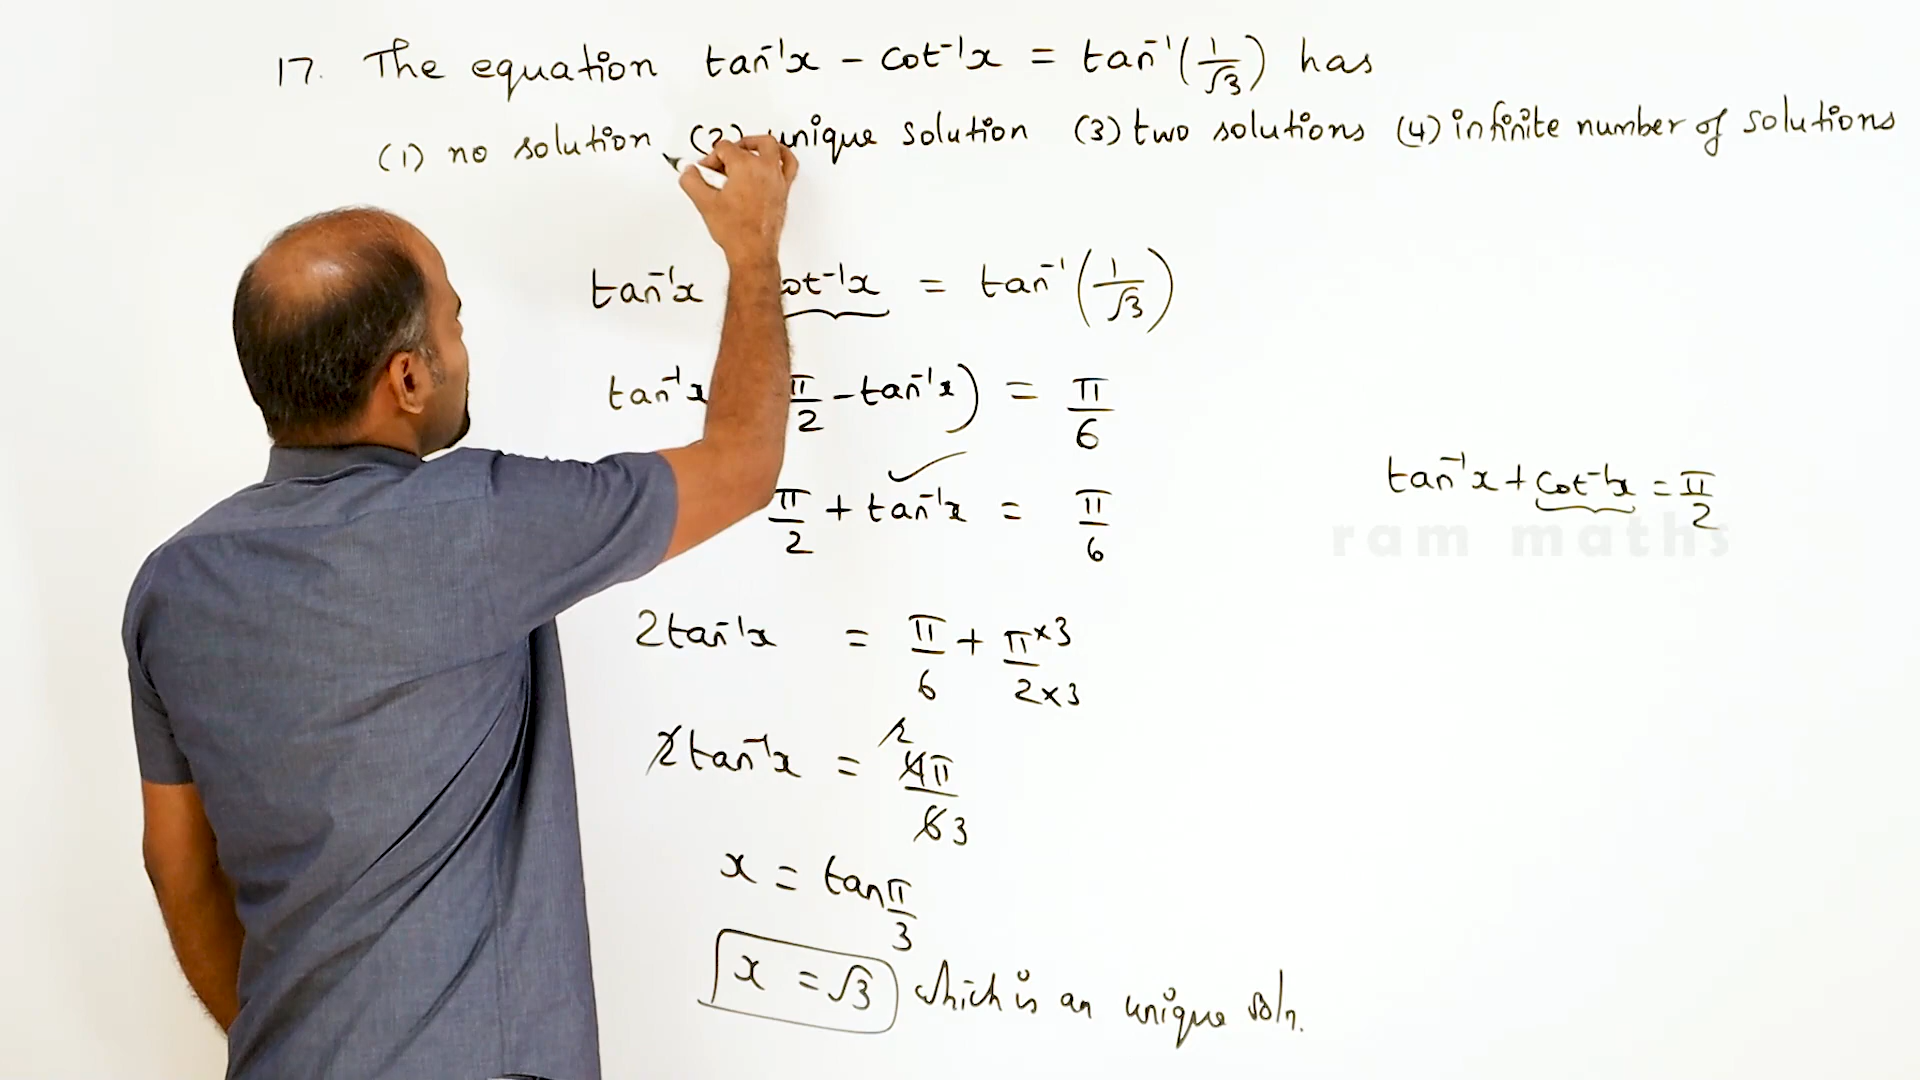 17. The equation tan⁻¹x − cot⁻¹x = tan⁻¹(1/√3) has
(1) no solution (2) unique solution (3) two solutions (4) infinite number of solutions
tan⁻¹x cot⁻¹x = tan⁻¹(1/√3)
tan⁻¹x π/2 − tan⁻¹x) = π/6
π/2 + tan⁻¹x = π/6
tan⁻¹x + cot⁻¹x = π/2
ram maths
2tan⁻¹x = π/6 + π×3/2×3
2tan⁻¹x = 2 4π/6 3
x = tan π/3
x = √3 which is an unique soln.